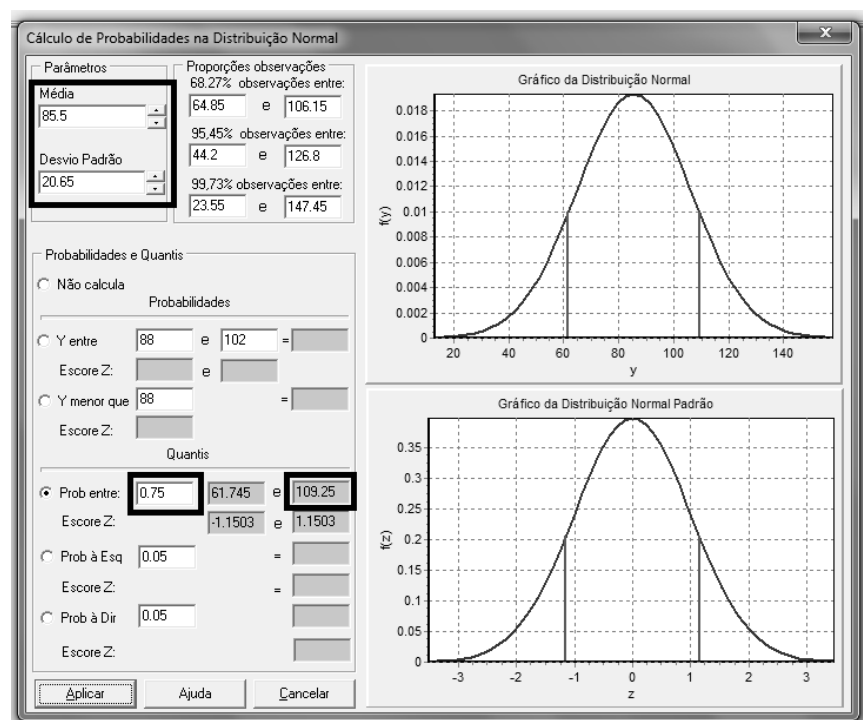 Cálculo de Probabilidades na Distribuição Normal
x
Parâmetros
Média
85.5
Desvio Padrão
20.65
Proporções observações
68.27% observações entre:
64.85 e 106.15
95,45% observações entre:
44.2 e 126.8
99,73% observações entre:
23.55 e 147.45
Probabilidades e Quantis
Não calcula
Probabilidades
Y entre 88 e 102 =
Escore Z: e
Y menor que 88 =
Escore Z:
Quantis
Prob entre: 0.75 61.745 e 109.25
Escore Z: -1.1503 e 1.1503
Prob à Esq 0.05 =
Escore Z: =
Prob à Dir 0.05
Escore Z:
Aplicar Ajuda Cancelar
Gráfico da Distribuição Normal
f(y)
0.018
0.016
0.014
0.012
0.01
0.008
0.006
0.004
0.002
0
20 40 60 80 100 120 140
y
Gráfico da Distribuição Normal Padrão
f(z)
0.35
0.3
0.25
0.2
0.15
0.1
0.05
0
-3 -2 -1 0 1 2 3
z